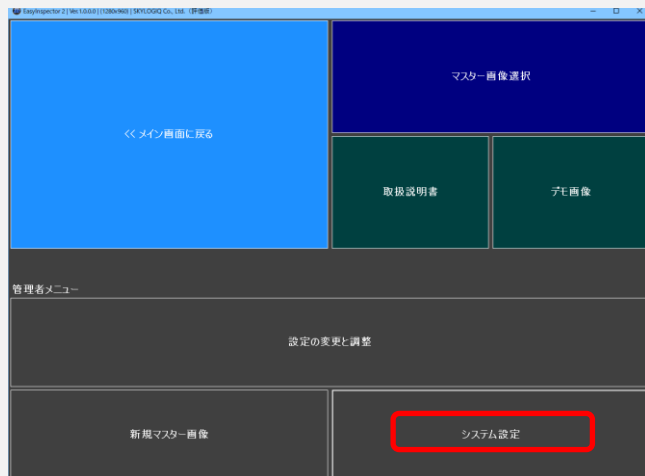 EasyInspector 2 | Ver.1.0.0.0 | (1280x960) | SKYLOGIQ Co., Ltd. (評価版)
マスター画像選択
<< メイン画面に戻る
取扱説明書
デモ画像
管理者メニュー
設定の変更と調整
新規マスター画像
システム設定